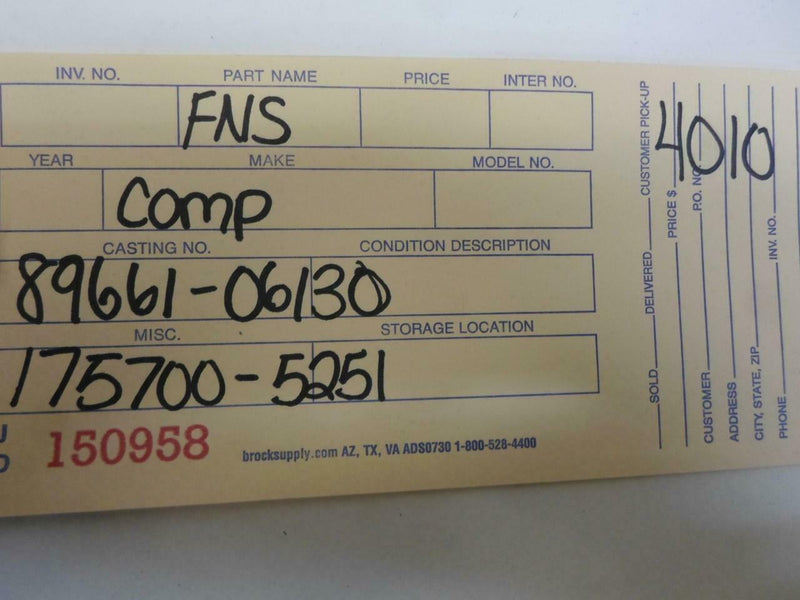 INV. NO. PART NAME PRICE INTER NO.
FNS
YEAR MAKE MODEL NO.
Comp
CASTING NO. CONDITION DESCRIPTION
89661-06130
MISC. STORAGE LOCATION
175700-5251
150958
brocksupply.com AZ, TX, VA ADS0730 1-800-528-4400
SOLD DELIVERED CUSTOMER PICK-UP
PRICE $
4010
CUSTOMER P.O. NO.
ADDRESS
CITY, STATE, ZIP
PHONE INV. NO.